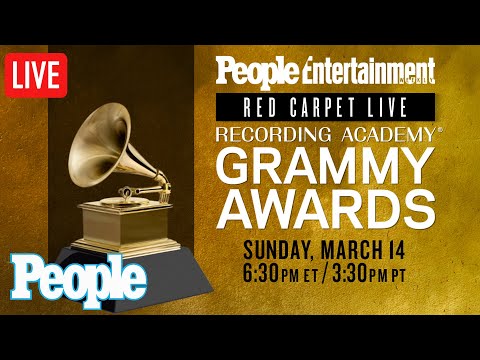 LIVE
People Entertainment WEEKLY
RED CARPET LIVE
RECORDING ACADEMY®
GRAMMY
AWARDS
SUNDAY, MARCH 14
6:30PM ET / 3:30PM PT
People